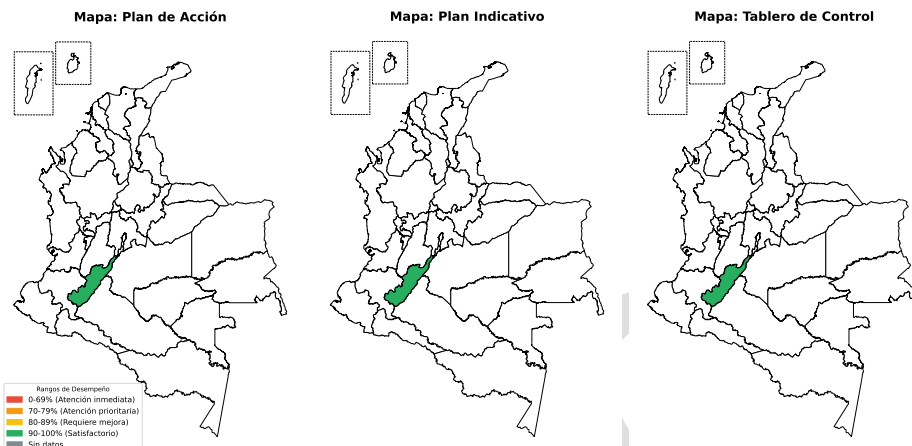 Mapa: Plan de Acción
Mapa: Plan Indicativo
Mapa: Tablero de Control
Rangos de Desempeño
0-69% (Atención inmediata)
70-79% (Atención prioritaria)
80-89% (Requiere mejora)
90-100% (Satisfactorio)
Sin datos